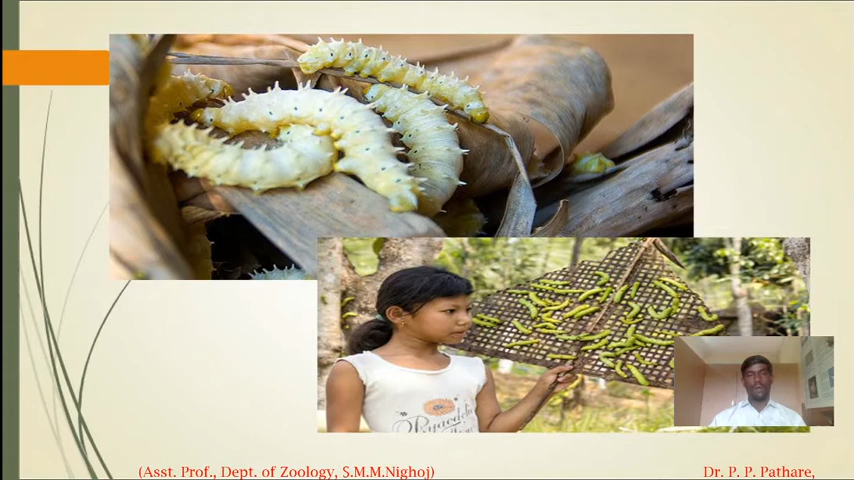 (Asst. Prof., Dept. of Zoology, S.M.M.Nighoj)
Dr. P. P. Pathare,